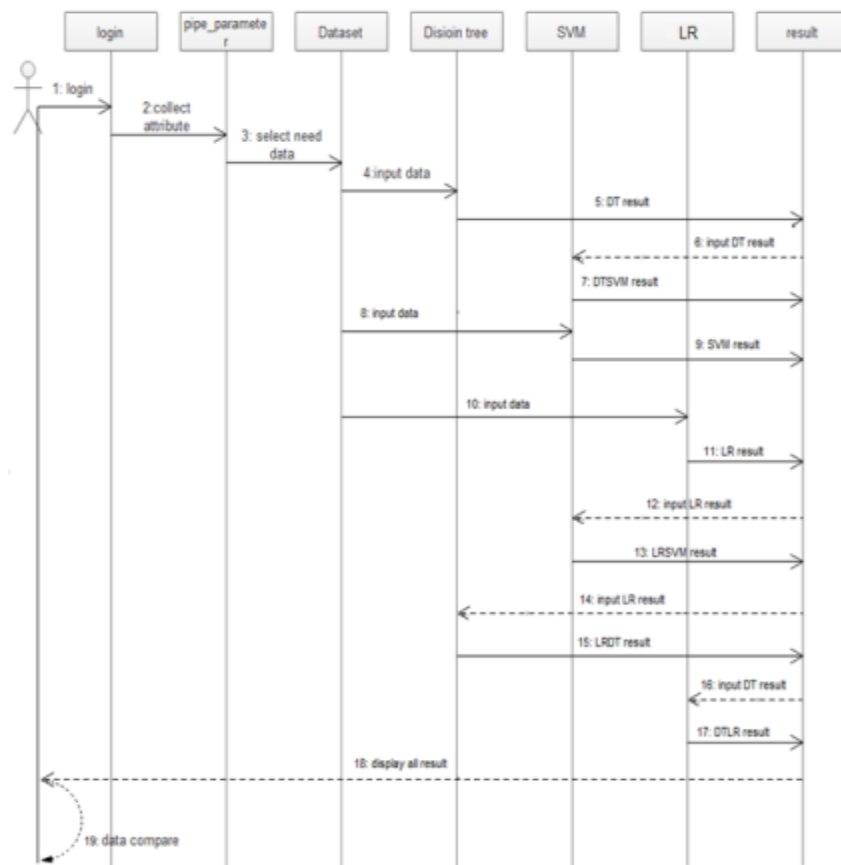 login
pipe_paramete
r
Dataset
Disioin tree
SVM
LR
result
1: login
2:collect
attribute
3: select need
data
4:input data
5: DT result
6: input DT result
7: DTSVM result
8: input data
9: SVM result
10: input data
11: LR result
12: input LR result
13: LRSVM result
14: input LR result
15: LRDT result
16: input DT result
17: DTLR result
18: display all result
19: data compare